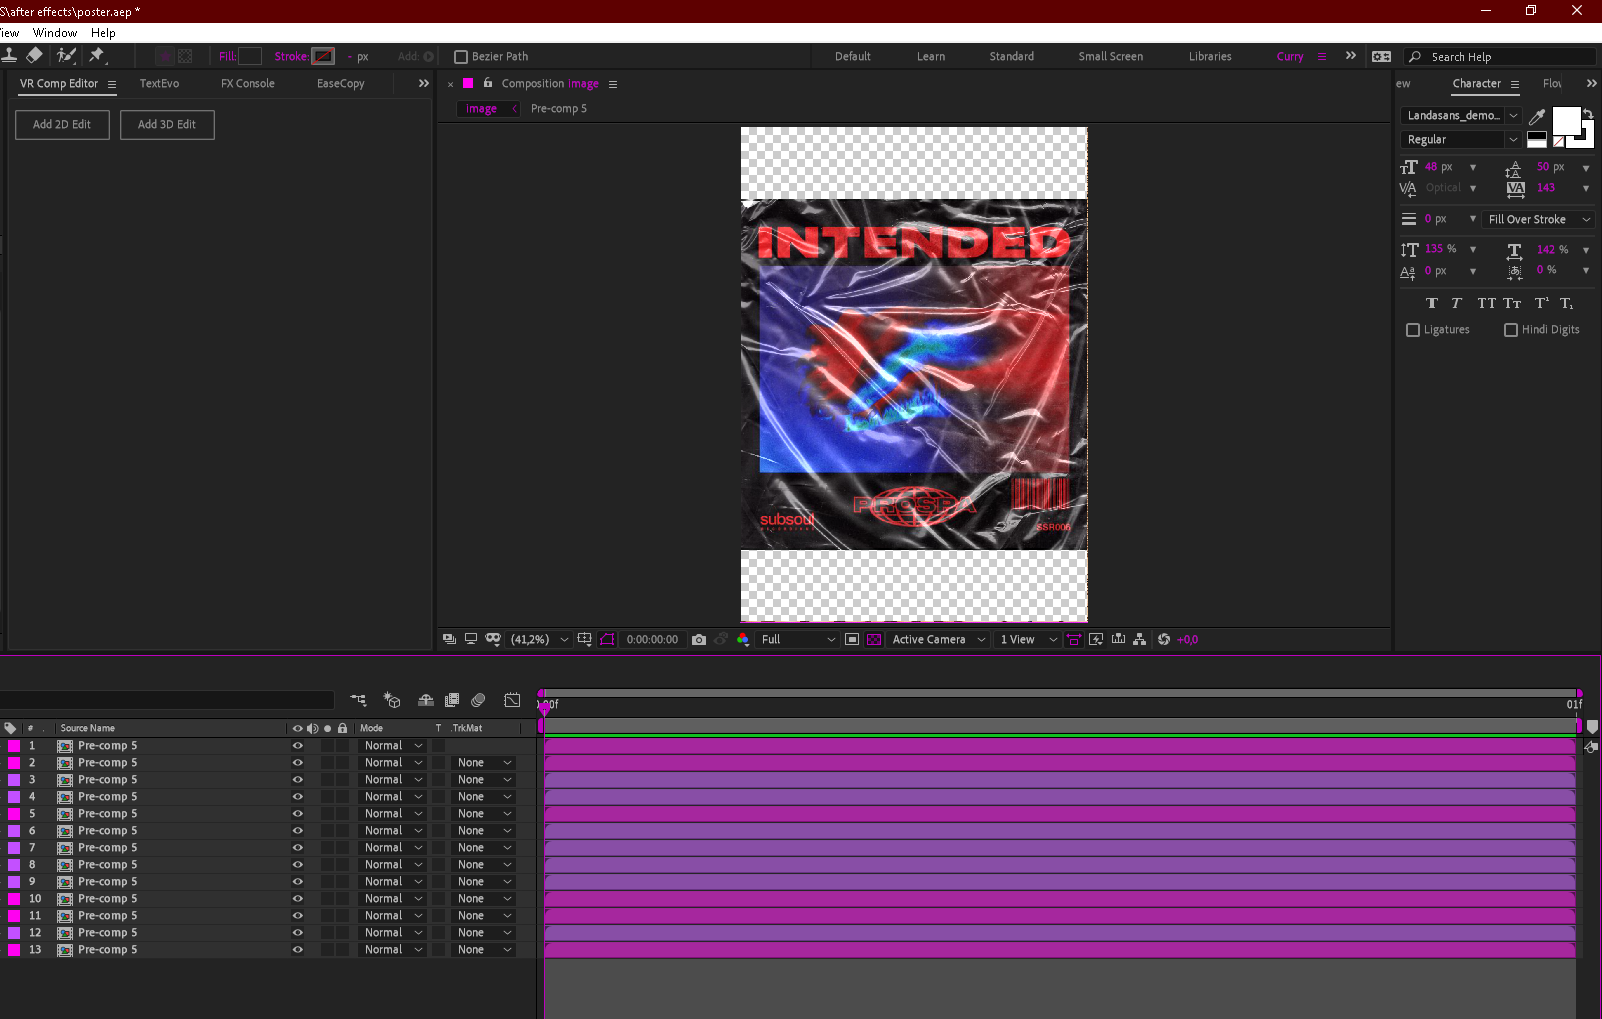 S\after effects\poster.aep *
iew Window Help
Fill: Stroke: - px Add: Bezier Path Default Learn Standard Small Screen Libraries Curry Search Help
VR Comp Editor TextEvo FX Console EaseCopy
Composition image
ew Character Flow
Add 2D Edit Add 3D Edit
image Pre-comp 5
Landasans_demo...
Regular
48 px 50 px
Optical 143
0 px Fill Over Stroke
135 % 142 %
0 px 0 %
T T TT Tт T¹ T₁
Ligatures Hindi Digits
INTENDED
PROSPA
subsoul
SSR006
(41,2%) 0:00:00:00 Full Active Camera 1 View +0,0
):00f 01f
# . Source Name Mode T .TrkMat
1 Pre-comp 5 Normal
2 Pre-comp 5 Normal None
3 Pre-comp 5 Normal None
4 Pre-comp 5 Normal None
5 Pre-comp 5 Normal None
6 Pre-comp 5 Normal None
7 Pre-comp 5 Normal None
8 Pre-comp 5 Normal None
9 Pre-comp 5 Normal None
10 Pre-comp 5 Normal None
11 Pre-comp 5 Normal None
12 Pre-comp 5 Normal None
13 Pre-comp 5 Normal None